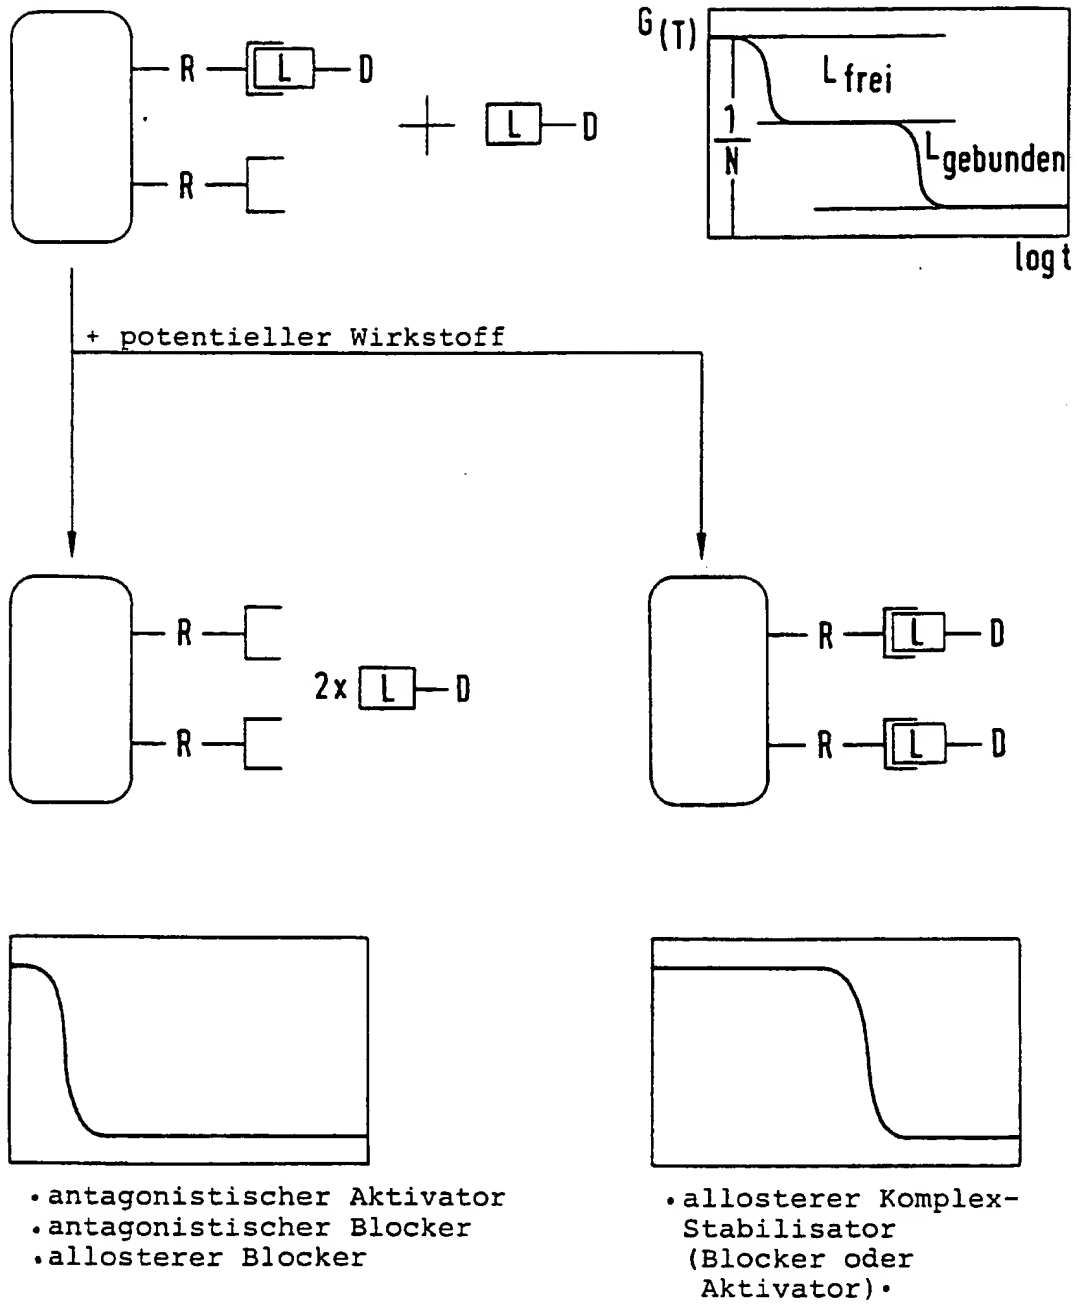 R L D
L D
R
G(T)
L frei
1
N
L gebunden
log t
+ potentieller Wirkstoff
R
2x L D
R
R L D
R L D
• antagonistischer Aktivator
• antagonistischer Blocker
• allosterer Blocker
• allosterer Komplex-
Stabilisator
(Blocker oder
Aktivator)•